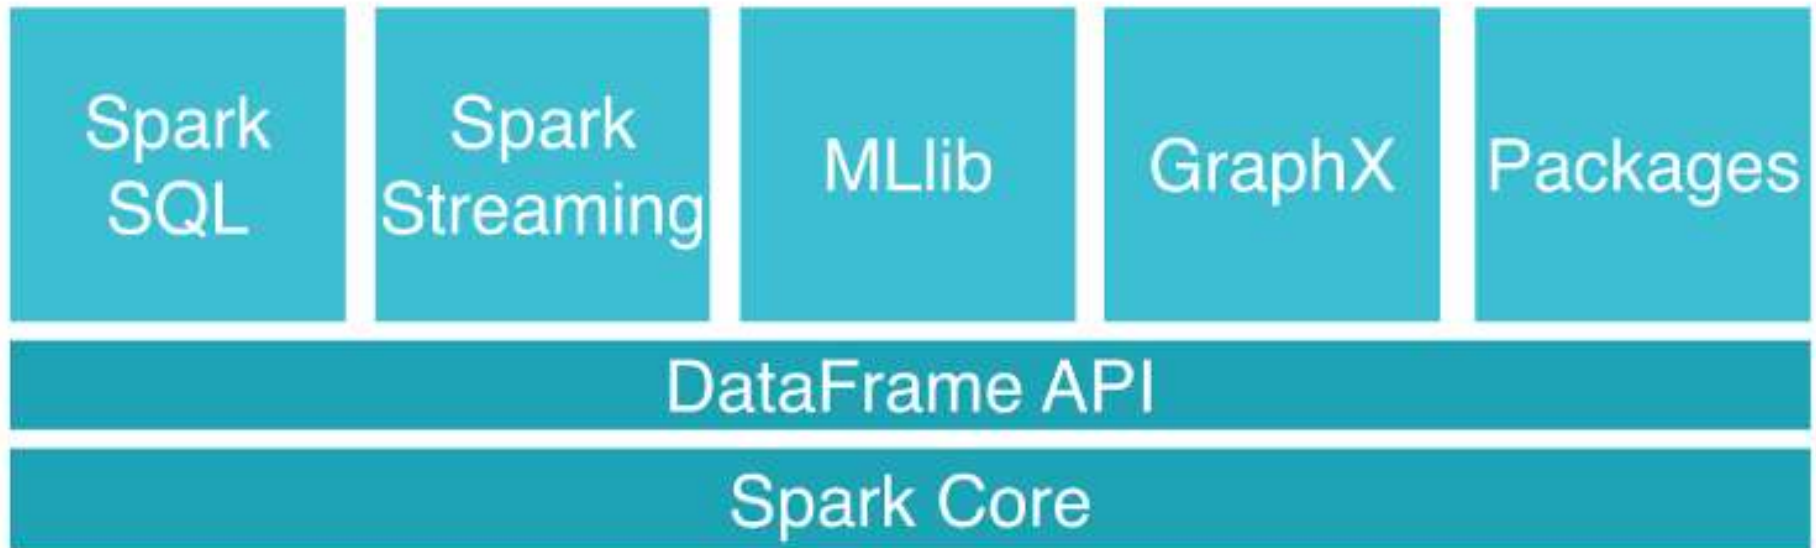 Spark
SQL
Spark
Streaming
MLlib
GraphX
Packages
DataFrame API
Spark Core